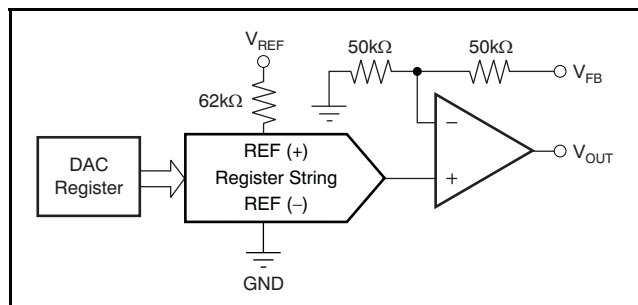 50kΩ 50kΩ
V_REF
V_FB
62kΩ
REF (+)
DAC
Register
Register String
REF (−)
−
+
V_OUT
GND